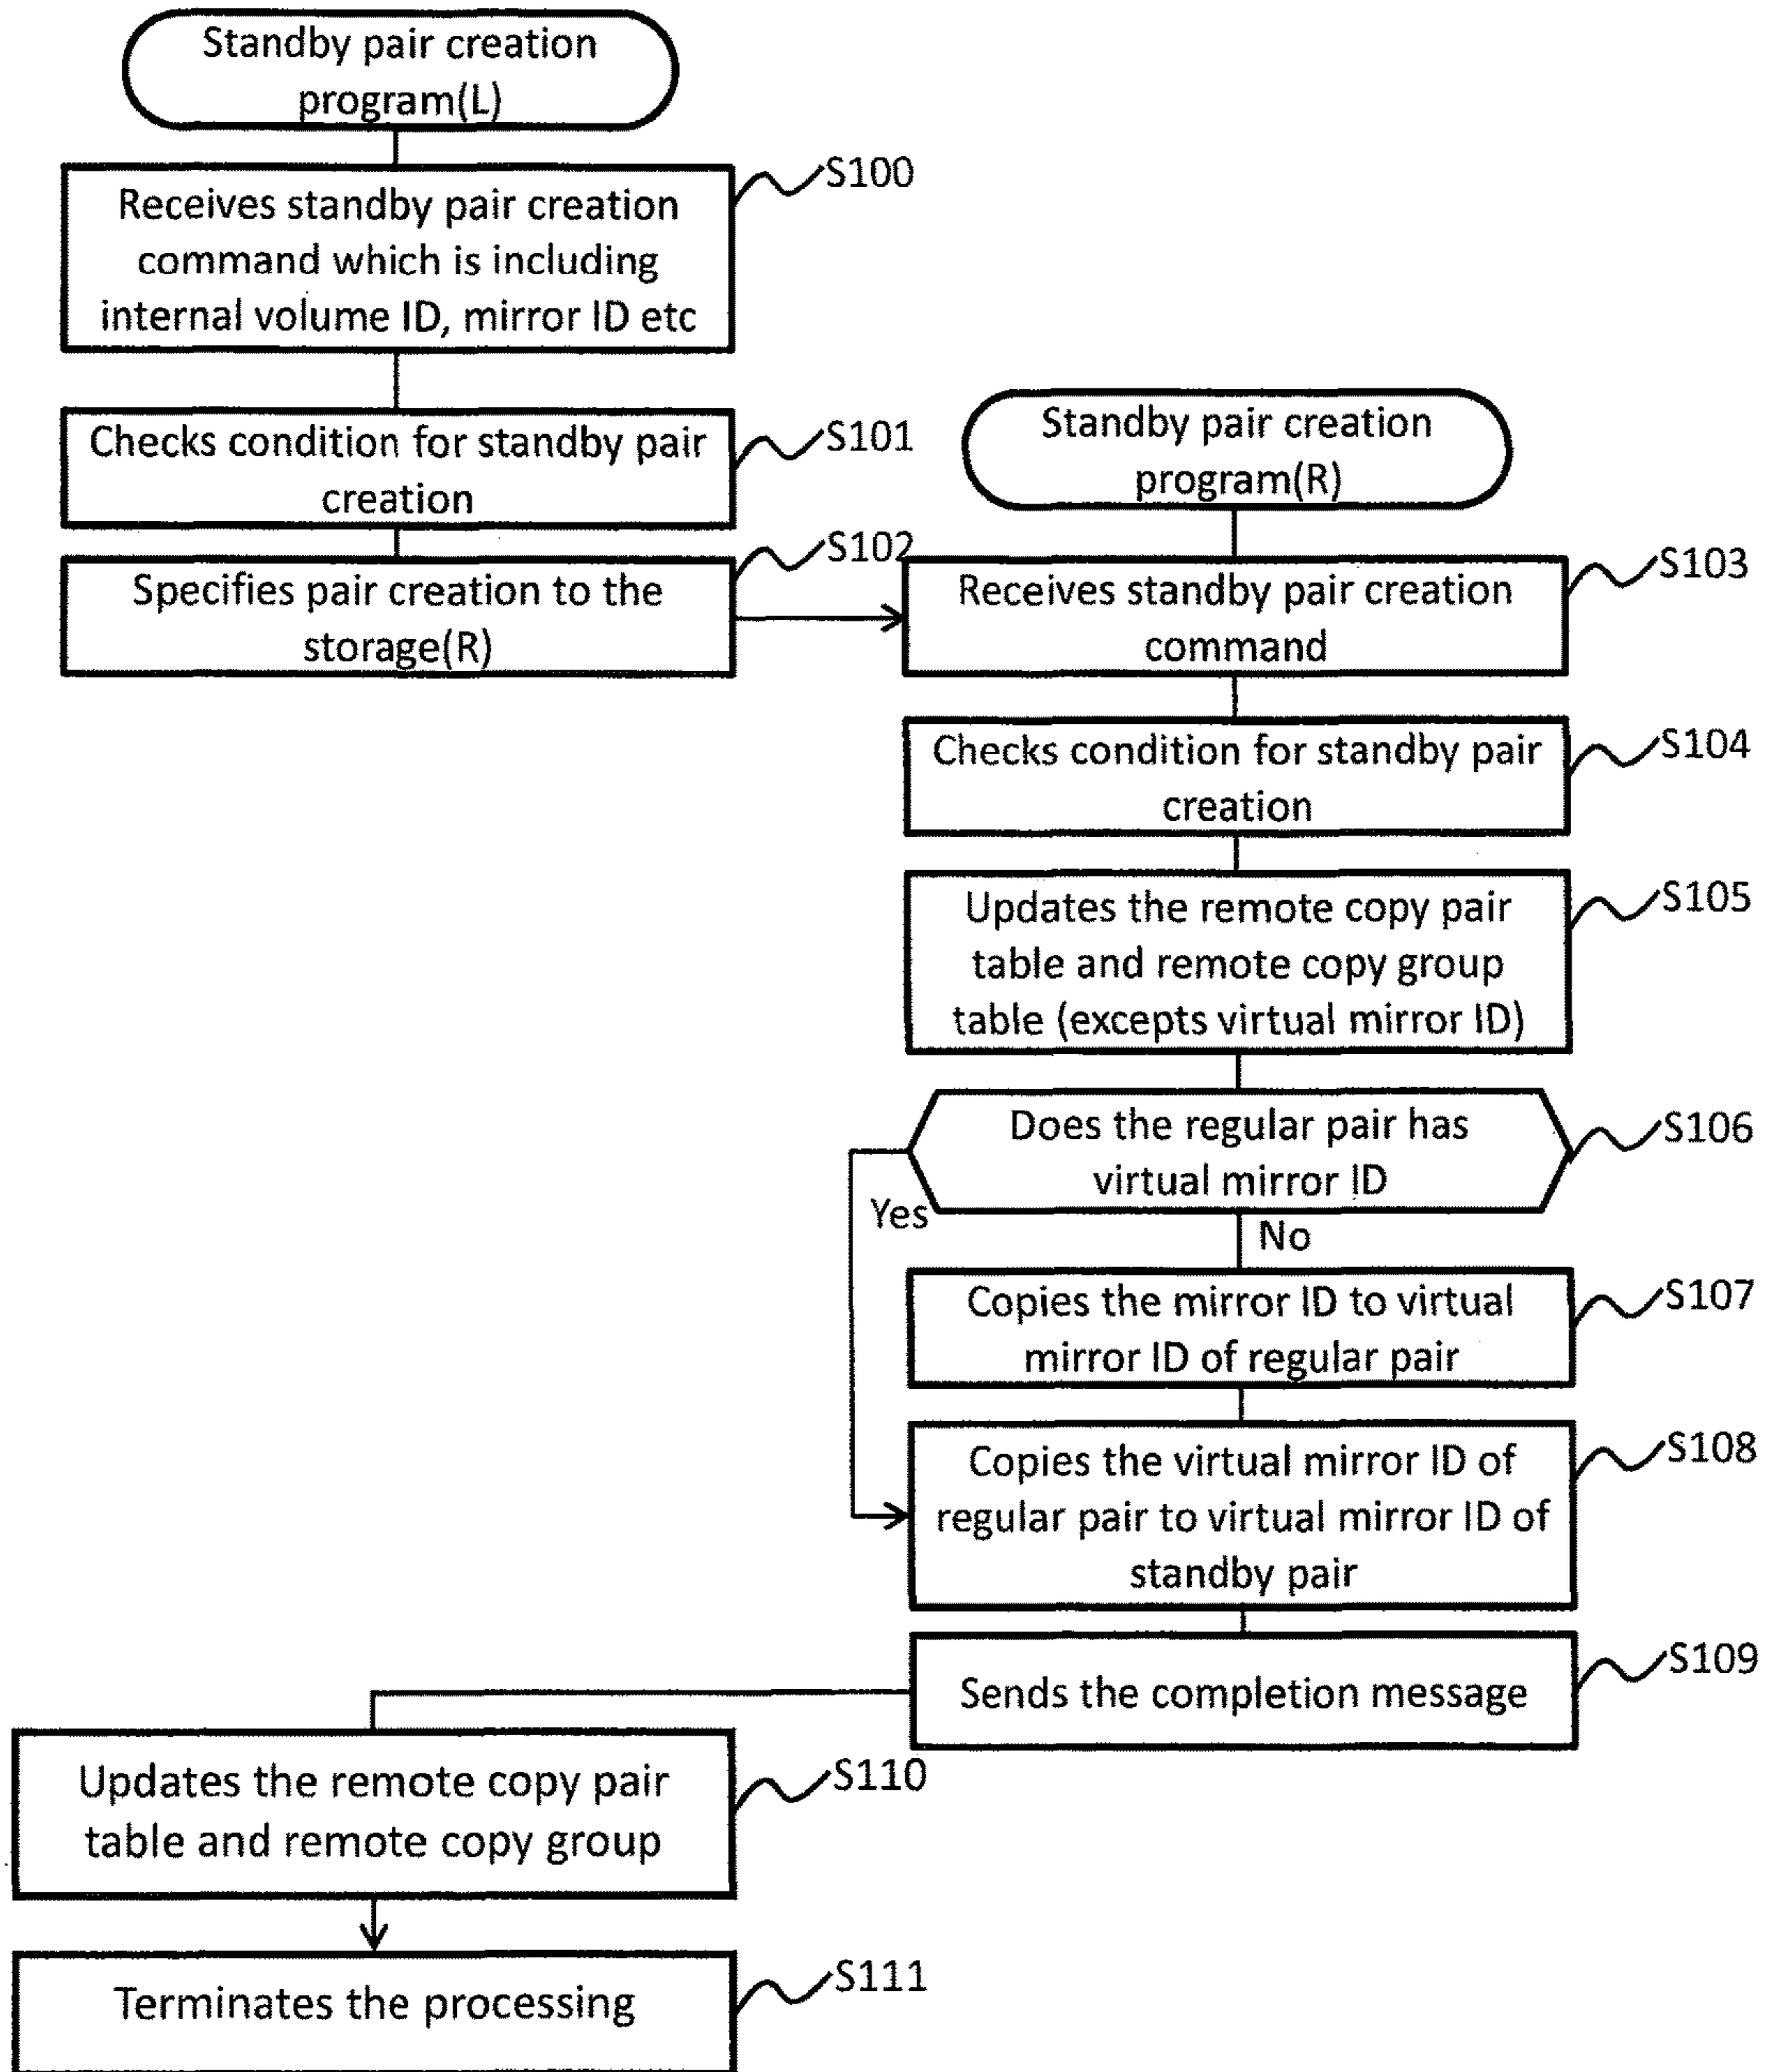 Standby pair creation
program(L)
S100
Receives standby pair creation
command which is including
internal volume ID, mirror ID etc
S101
Checks condition for standby pair
creation
S102
Specifies pair creation to the
storage(R)
Standby pair creation
program(R)
S103
Receives standby pair creation
command
S104
Checks condition for standby pair
creation
S105
Updates the remote copy pair
table and remote copy group
table (excepts virtual mirror ID)
S106
Does the regular pair has
virtual mirror ID
Yes
No
S107
Copies the mirror ID to virtual
mirror ID of regular pair
S108
Copies the virtual mirror ID of
regular pair to virtual mirror ID of
standby pair
S109
Sends the completion message
S110
Updates the remote copy pair
table and remote copy group
S111
Terminates the processing